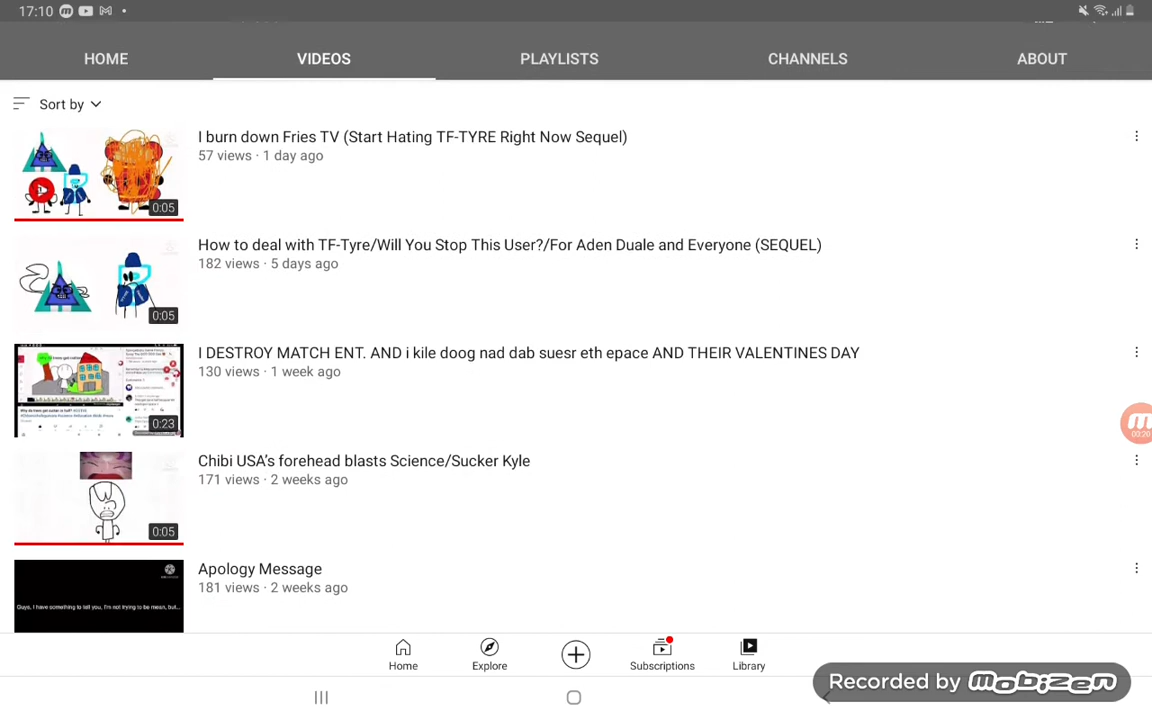 17:10
HOME VIDEOS PLAYLISTS CHANNELS ABOUT
Sort by
I burn down Fries TV (Start Hating TF-TYRE Right Now Sequel)
57 views · 1 day ago
0:05
How to deal with TF-Tyre/Will You Stop This User?/For Aden Duale and Everyone (SEQUEL)
182 views · 5 days ago
0:05
I DESTROY MATCH ENT. AND i kile doog nad dab suesr eth epace AND THEIR VALENTINES DAY
130 views · 1 week ago
0:23
00:20
Chibi USA's forehead blasts Science/Sucker Kyle
171 views · 2 weeks ago
0:05
Apology Message
181 views · 2 weeks ago
Guys, I have something to tell you, I'm not trying to be mean, but...
Home Explore Subscriptions Library
Recorded by mobizen